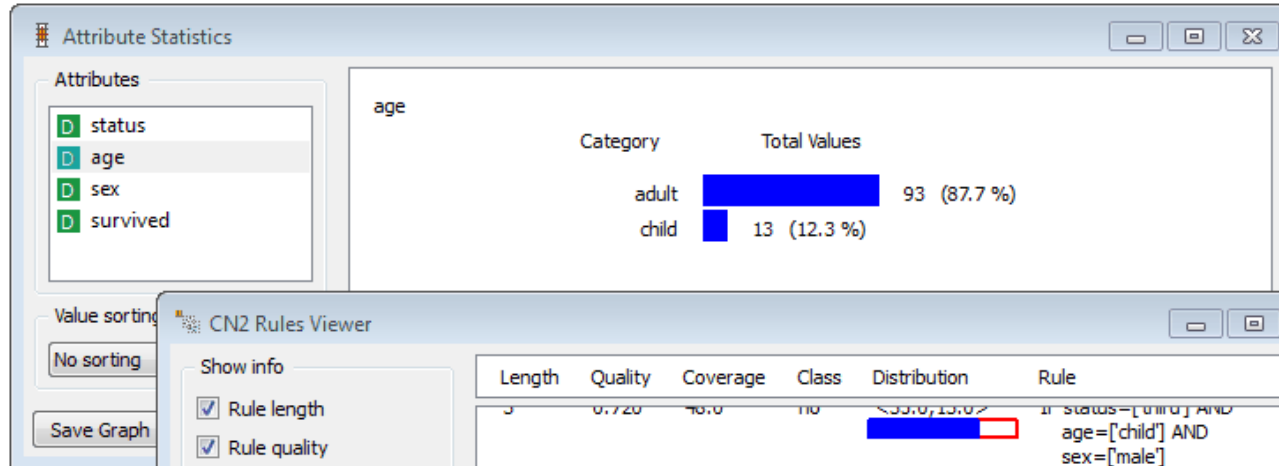 Attribute Statistics
Attributes
D status
D age
D sex
D survived
age
Category Total Values
adult 93 (87.7 %)
child 13 (12.3 %)
Value sorting
No sorting
Save Graph
CN2 Rules Viewer
Show info
Rule length
Rule quality
Length Quality Coverage Class Distribution Rule
age=['child'] AND
sex=['male']